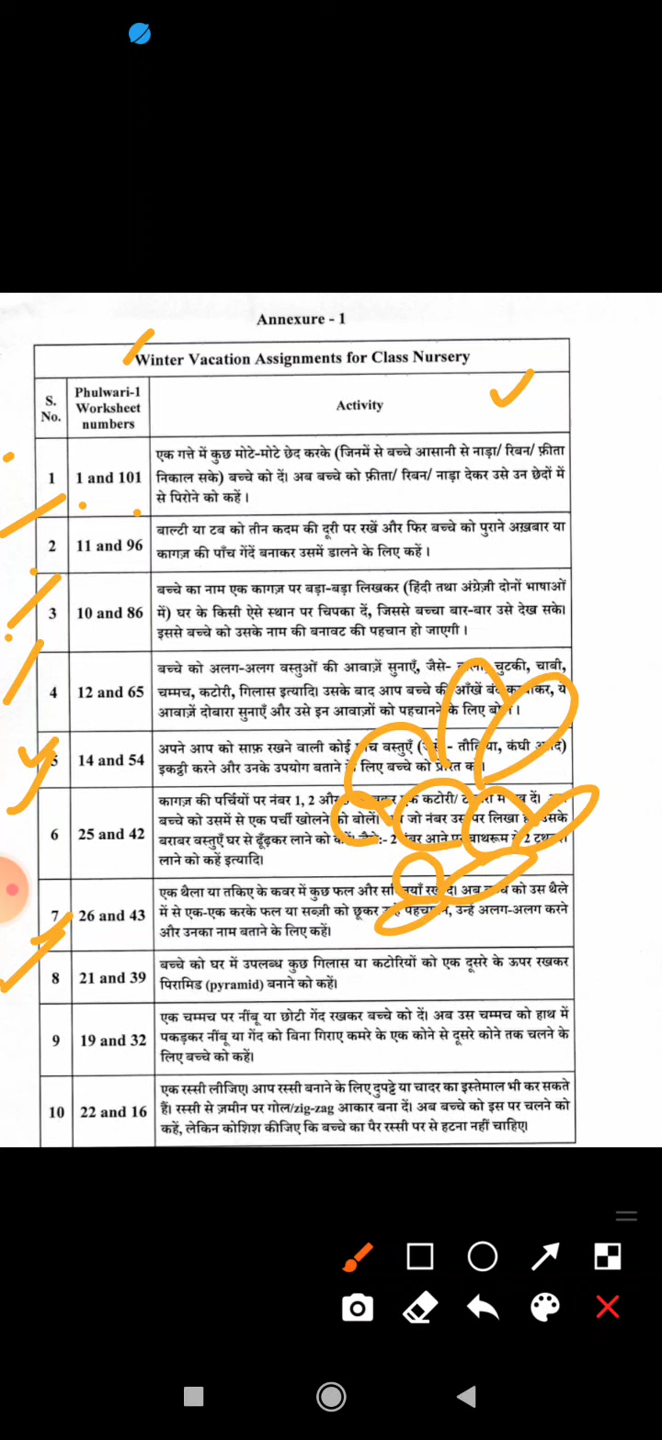 Annexure - 1
Winter Vacation Assignments for Class Nursery
S. No.
Phulwari-1 Worksheet numbers
Activity
1
1 and 101
एक गत्ते में कुछ मोटे-मोटे छेद करके (जिनमें से बच्चे आसानी से नाड़ा/ रिबन/ फ़ीता
निकाल सके) बच्चे को दें। अब बच्चे को फ़ीता/ रिबन/ नाड़ा देकर उसे उन छेदों में
से पिरोने को कहें ।
2
11 and 96
बाल्टी या टब को तीन कदम की दूरी पर रखें और फिर बच्चे को पुराने अख़बार या
कागज़ की पाँच गेंदें बनाकर उसमें डालने के लिए कहें ।
3
10 and 86
बच्चे का नाम एक कागज़ पर बड़ा-बड़ा लिखकर (हिंदी तथा अंग्रेज़ी दोनों भाषाओं
में) घर के किसी ऐसे स्थान पर चिपका दें, जिससे बच्चा बार-बार उसे देख सके।
इससे बच्चे को उसके नाम की बनावट की पहचान हो जाएगी ।
4
12 and 65
बच्चे को अलग-अलग वस्तुओं की आवाज़ें सुनाएँ, जैसे- चुटकी, चाबी,
चम्मच, कटोरी, गिलास इत्यादि। उसके बाद आप बच्चे की आँखें ये
आवाज़ें दोबारा सुनाएँ और उसे इन आवाज़ों को पहचानने के लिए
5
14 and 54
अपने आप को साफ़ रखने वाली कोई वस्तुएँ कंघी
इकट्ठी करने और उनके उपयोग बताने के लिए बच्चे को
6
25 and 42
कागज़ की पर्चियों पर नंबर 1, 2 और कटोरी/ दें।
बच्चे को उसमें से एक पर्ची खोलने को बोलें। जो नंबर उस पर लिखा
बराबर वस्तुएँ घर से ढूँढ़कर लाने को 2
लाने को कहें इत्यादि।
7
26 and 43
एक थैला या तकिए के कवर में कुछ फल और को उस थैले
में से एक-एक करके फल या सब्ज़ी को छूकर उन्हें अलग-अलग करने
और उनका नाम बताने के लिए कहें।
8
21 and 39
बच्चे को घर में उपलब्ध कुछ गिलास या कटोरियों को एक दूसरे के ऊपर रखकर
पिरामिड (pyramid) बनाने को कहें।
9
19 and 32
एक चम्मच पर नींबू या छोटी गेंद रखकर बच्चे को दें। अब उस चम्मच को हाथ में
पकड़कर नींबू या गेंद को बिना गिराए कमरे के एक कोने से दूसरे कोने तक चलने के
लिए बच्चे को कहें।
10
22 and 16
एक रस्सी लीजिए। आप रस्सी बनाने के लिए दुपट्टे या चादर का इस्तेमाल भी कर सकते
हैं। रस्सी से ज़मीन पर गोल/zig-zag आकार बना दें। अब बच्चे को इस पर चलने को
कहें, लेकिन कोशिश कीजिए कि बच्चे का पैर रस्सी पर से हटना नहीं चाहिए।